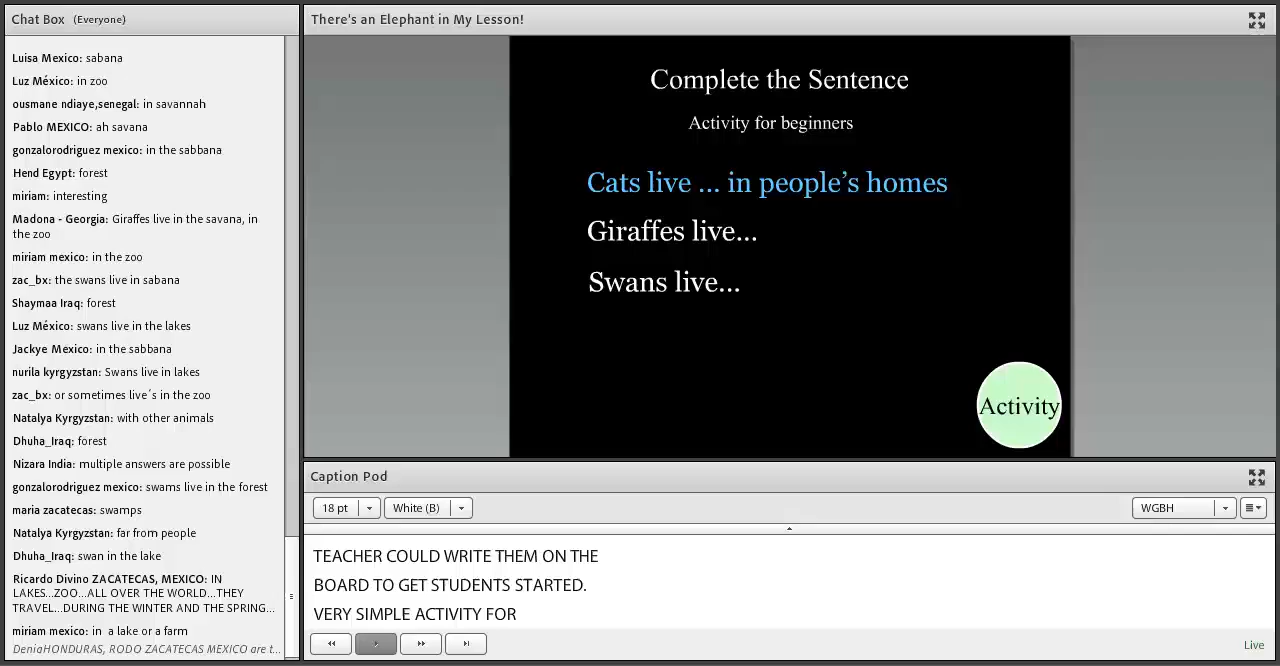 Chat Box (Everyone)
Luisa Mexico: sabana
Luz México: in zoo
ousmane ndiaye,senegal: in savannah
Pablo MEXICO: ah savana
gonzalorodriguez mexico: in the sabbana
Hend Egypt: forest
miriam: interesting
Madona - Georgia: Giraffes live in the savana, in
the zoo
miriam mexico: in the zoo
zac_bx: the swans live in sabana
Shaymaa Iraq: forest
Luz México: swans live in the lakes
Jackye Mexico: in the sabbana
nurila kyrgyzstan: Swans live in lakes
zac_bx: or sometimes live´s in the zoo
Natalya Kyrgyzstan: with other animals
Dhuha_Iraq: forest
Nizara India: multiple answers are possible
gonzalorodriguez mexico: swams live in the forest
maria zacatecas: swamps
Natalya Kyrgyzstan: far from people
Dhuha_Iraq: swan in the lake
Ricardo Divino ZACATECAS, MEXICO: IN
LAKES...ZOO...ALL OVER THE WORLD...THEY
TRAVEL...DURING THE WINTER AND THE SPRING...
miriam mexico: in  a lake or a farm
DeniaHONDURAS, RODO ZACATECAS MEXICO are t...
There's an Elephant in My Lesson!
Complete the Sentence
Activity for beginners
Cats live ... in people’s homes
Giraffes live...
Swans live...
Activity
Caption Pod
18 pt
White (B)
WGBH
TEACHER COULD WRITE THEM ON THE
BOARD TO GET STUDENTS STARTED.
VERY SIMPLE ACTIVITY FOR
Live